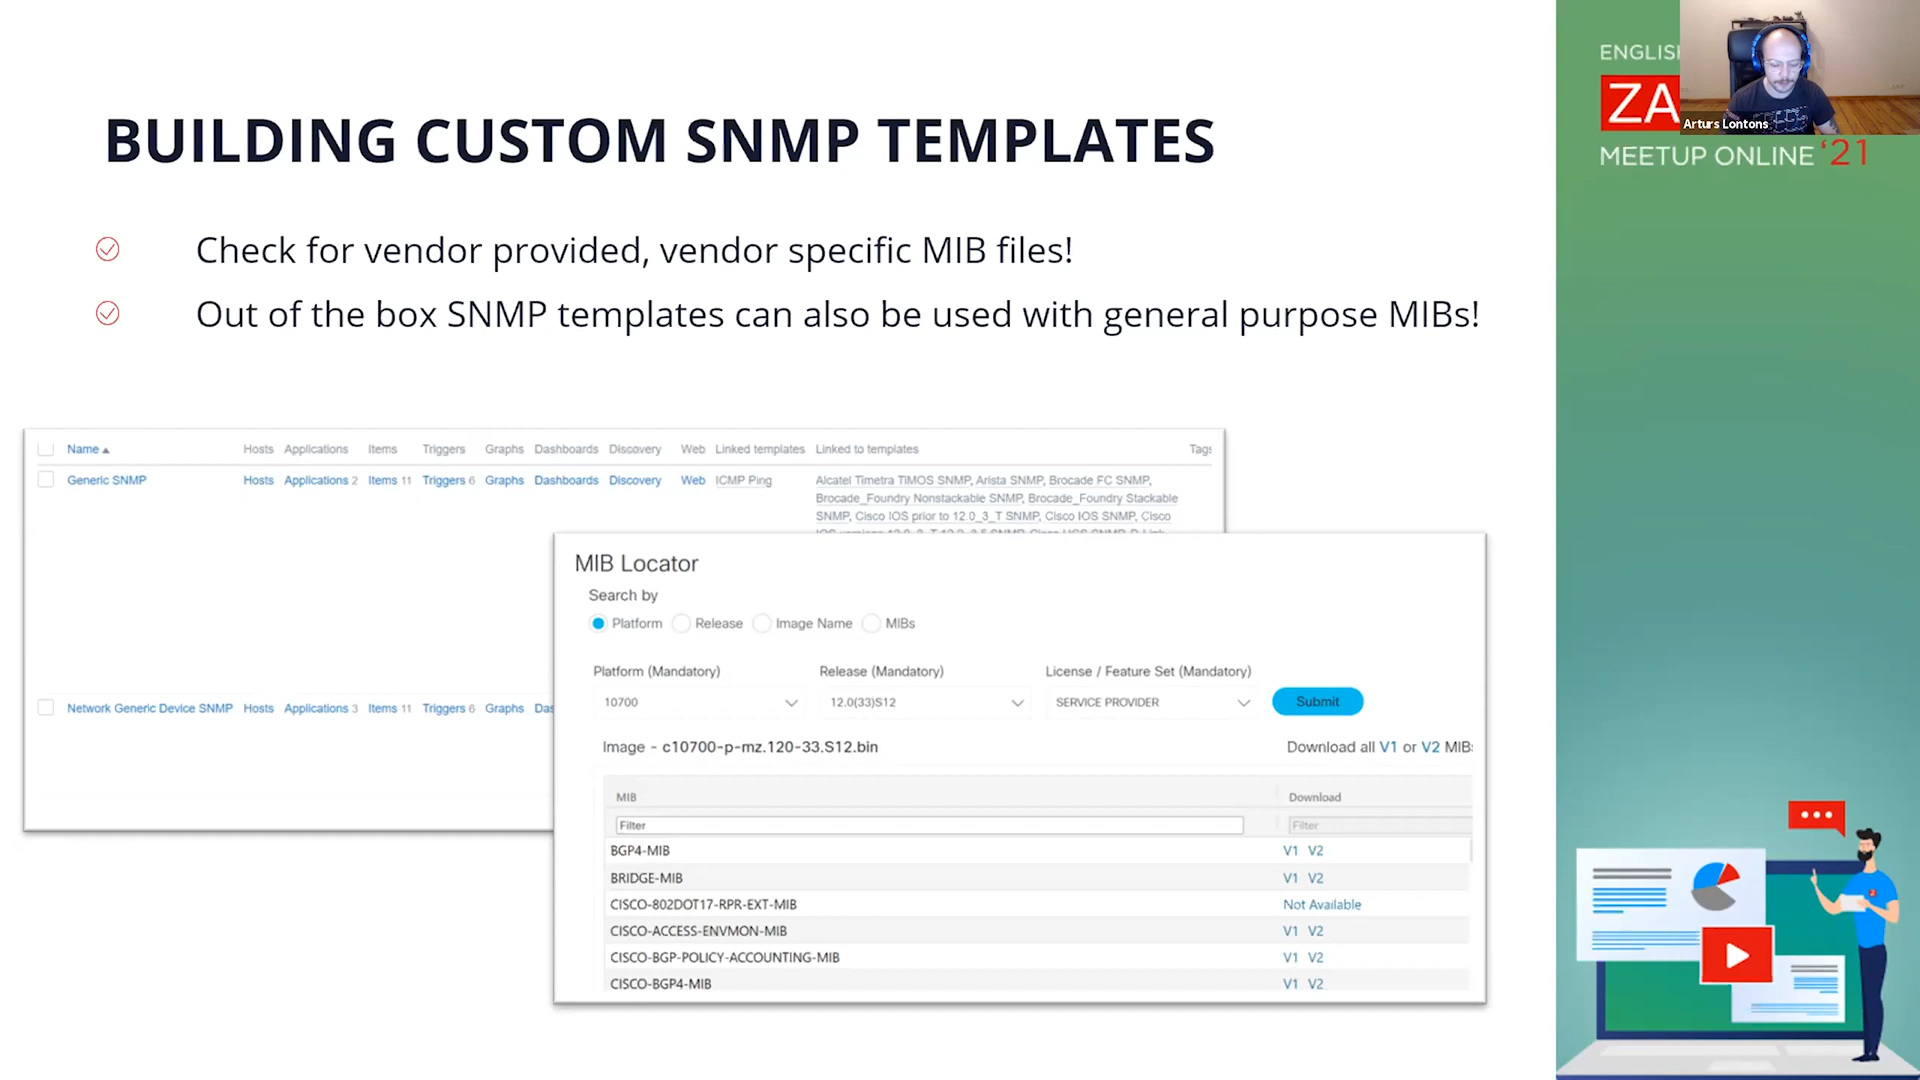 BUILDING CUSTOM SNMP TEMPLATES
Check for vendor provided, vendor specific MIB files!
Out of the box SNMP templates can also be used with general purpose MIBs!
Name Hosts Applications Items Triggers Graphs Dashboards Discovery Web Linked templates Linked to templates Tags
Generic SNMP Hosts Applications 2 Items 11 Triggers 6 Graphs Dashboards Discovery Web ICMP Ping Alcatel Timetra TIMOS SNMP, Arista SNMP, Brocade FC SNMP,
Brocade_Foundry Nonstackable SNMP, Brocade_Foundry Stackable
SNMP, Cisco IOS prior to 12.0_3_T SNMP, Cisco IOS SNMP, Cisco
Network Generic Device SNMP Hosts Applications 3 Items 11 Triggers 6 Graphs Das
MIB Locator
Search by
Platform Release Image Name MIBs
Platform (Mandatory) Release (Mandatory) License / Feature Set (Mandatory)
10700 12.0(33)S12 SERVICE PROVIDER Submit
Image - c10700-p-mz.120-33.S12.bin Download all V1 or V2 MIBs
MIB Download
Filter Filter
BGP4-MIB V1 V2
BRIDGE-MIB V1 V2
CISCO-802DOT17-RPR-EXT-MIB Not Available
CISCO-ACCESS-ENVMON-MIB V1 V2
CISCO-BGP-POLICY-ACCOUNTING-MIB V1 V2
CISCO-BGP4-MIB V1 V2
ENGLISH
ZA
Arturs Lontons
MEETUP ONLINE '21